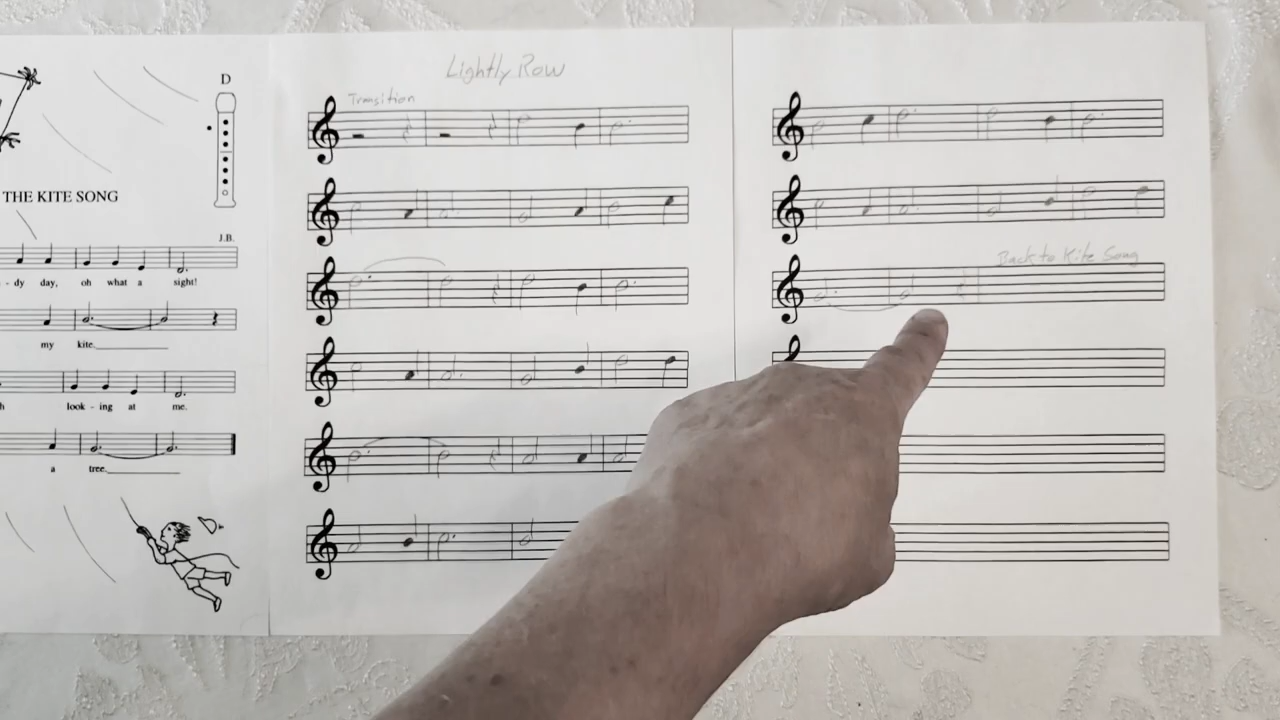 D
THE KITE SONG
J.B.
- dy day, oh what a sight!
my kite.
look - ing at me.
a tree.
Lightly Row
Transition
Back to Kite Song